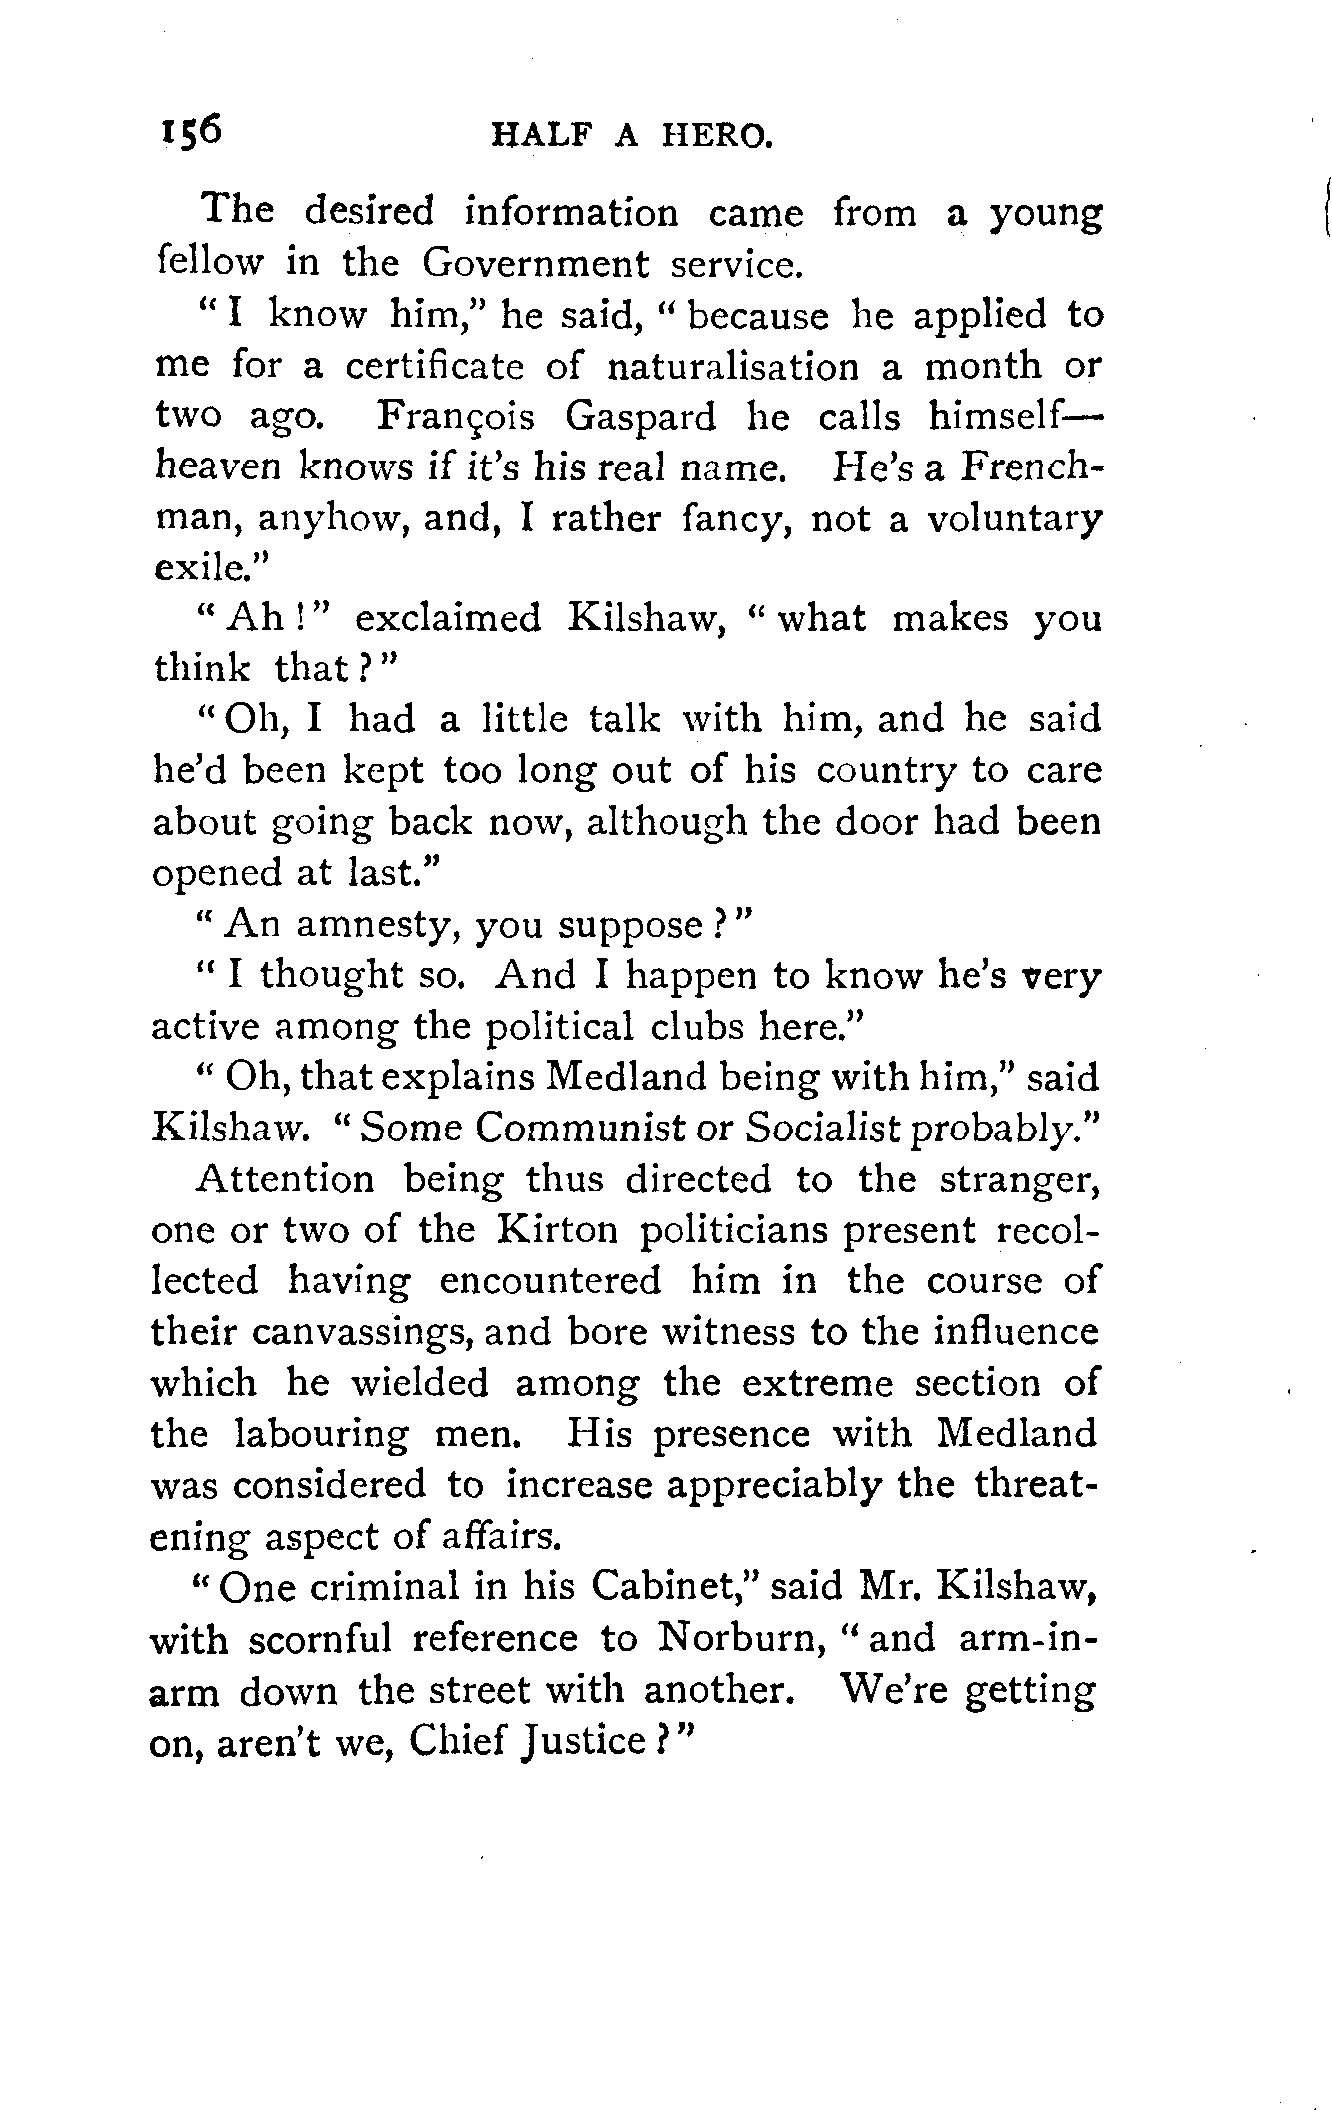 156 HALF A HERO.
The desired information came from a young
fellow in the Government service.
“ I know him,” he said, “ because he applied to
me for a certificate of naturalisation a month or
two ago. François Gaspard he calls himself—
heaven knows if it’s his real name. He’s a French-
man, anyhow, and, I rather fancy, not a voluntary
exile.”
“ Ah ! ” exclaimed Kilshaw, “ what makes you
think that ? ”
“ Oh, I had a little talk with him, and he said
he’d been kept too long out of his country to care
about going back now, although the door had been
opened at last.”
“ An amnesty, you suppose ? ”
“ I thought so. And I happen to know he’s very
active among the political clubs here.”
“ Oh, that explains Medland being with him,” said
Kilshaw. “ Some Communist or Socialist probably.”
Attention being thus directed to the stranger,
one or two of the Kirton politicians present recol-
lected having encountered him in the course of
their canvassings, and bore witness to the influence
which he wielded among the extreme section of
the labouring men. His presence with Medland
was considered to increase appreciably the threat-
ening aspect of affairs.
“ One criminal in his Cabinet,” said Mr. Kilshaw,
with scornful reference to Norburn, “ and arm-in-
arm down the street with another. We’re getting
on, aren’t we, Chief Justice ? ”